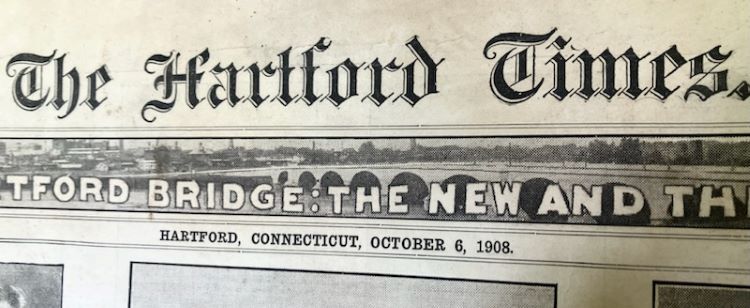 The Hartford Times.
TFORD BRIDGE: THE NEW AND TH
HARTFORD, CONNECTICUT, OCTOBER 6, 1908.